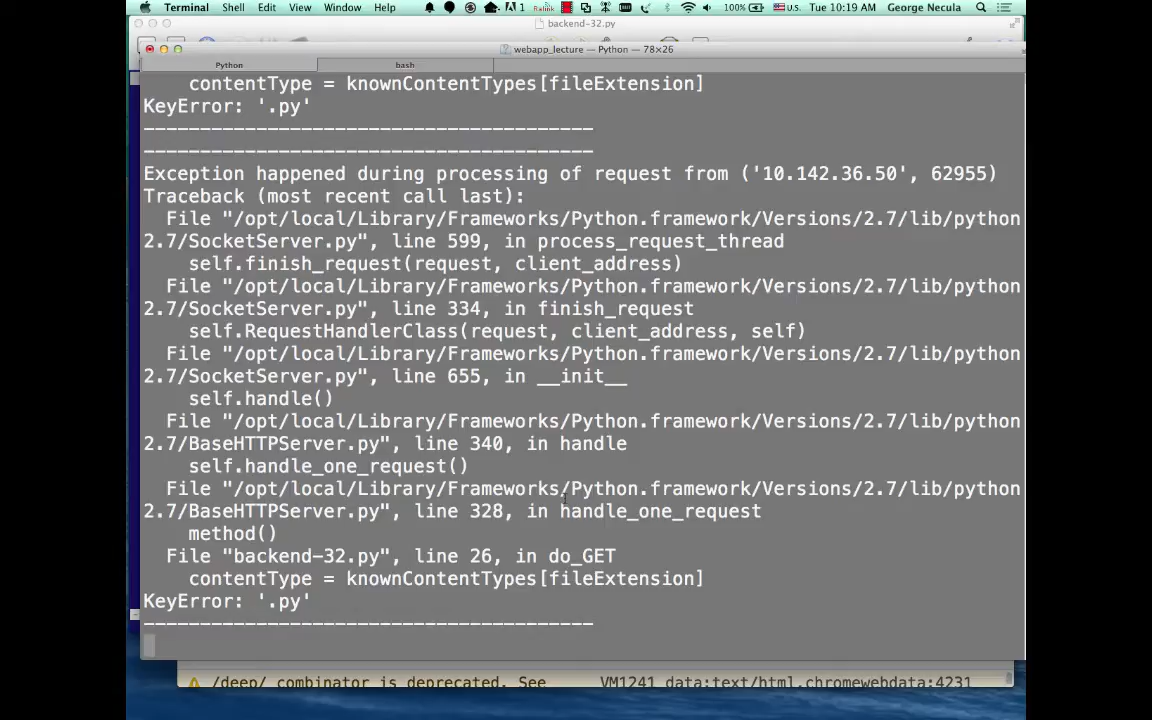 Terminal Shell Edit View Window Help 1 Ralink 100% U.S. Tue 10:19 AM George Necula
backend-32.py
webapp_lecture — Python — 78×26
Python bash
contentType = knownContentTypes[fileExtension]
KeyError: '.py'
----------------------------------------
----------------------------------------
Exception happened during processing of request from ('10.142.36.50', 62955)
Traceback (most recent call last):
File "/opt/local/Library/Frameworks/Python.framework/Versions/2.7/lib/python
2.7/SocketServer.py", line 599, in process_request_thread
self.finish_request(request, client_address)
File "/opt/local/Library/Frameworks/Python.framework/Versions/2.7/lib/python
2.7/SocketServer.py", line 334, in finish_request
self.RequestHandlerClass(request, client_address, self)
File "/opt/local/Library/Frameworks/Python.framework/Versions/2.7/lib/python
2.7/SocketServer.py", line 655, in __init__
self.handle()
File "/opt/local/Library/Frameworks/Python.framework/Versions/2.7/lib/python
2.7/BaseHTTPServer.py", line 340, in handle
self.handle_one_request()
File "/opt/local/Library/Frameworks/Python.framework/Versions/2.7/lib/python
2.7/BaseHTTPServer.py", line 328, in handle_one_request
method()
File "backend-32.py", line 26, in do_GET
contentType = knownContentTypes[fileExtension]
KeyError: '.py'
----------------------------------------
/deep/ combinator is deprecated. See VM1241 data:text/html,chromewebdata:4231